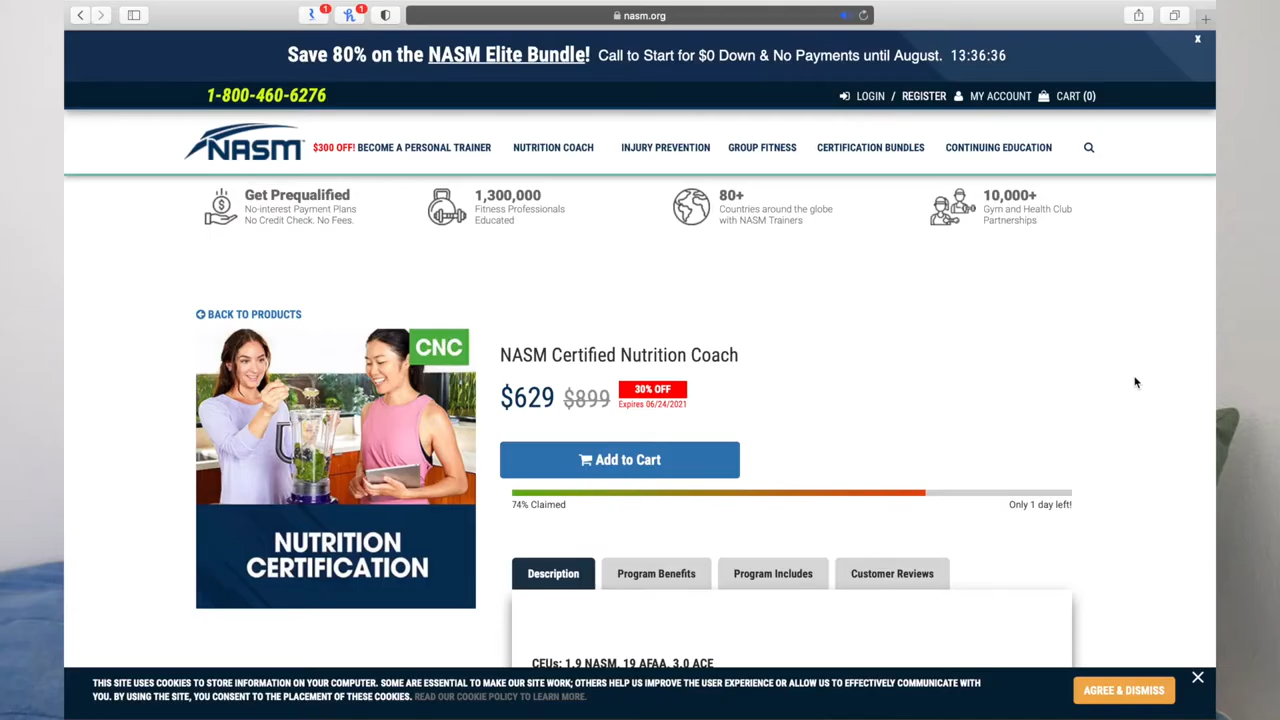 1
1
nasm.org
Save 80% on the NASM Elite Bundle! Call to Start for $0 Down & No Payments until August. 13:36:36
x
1-800-460-6276
LOGIN / REGISTER MY ACCOUNT CART (0)
NASM
$300 OFF! BECOME A PERSONAL TRAINER NUTRITION COACH INJURY PREVENTION GROUP FITNESS CERTIFICATION BUNDLES CONTINUING EDUCATION
Get Prequalified
No-interest Payment Plans
No Credit Check. No Fees.
1,300,000
Fitness Professionals
Educated
80+
Countries around the globe
with NASM Trainers
10,000+
Gym and Health Club
Partnerships
BACK TO PRODUCTS
CNC
NUTRITION
CERTIFICATION
NASM Certified Nutrition Coach
$629 $899 30% OFF
Expires 06/24/2021
Add to Cart
74% Claimed Only 1 day left!
Description Program Benefits Program Includes Customer Reviews
CEUs: 1.9 NASM, 19 AFAA, 3.0 ACE
THIS SITE USES COOKIES TO STORE INFORMATION ON YOUR COMPUTER. SOME ARE ESSENTIAL TO MAKE OUR SITE WORK; OTHERS HELP US IMPROVE THE USER EXPERIENCE OR ALLOW US TO EFFECTIVELY COMMUNICATE WITH
YOU. BY USING THE SITE, YOU CONSENT TO THE PLACEMENT OF THESE COOKIES. READ OUR COOKIE POLICY TO LEARN MORE.
AGREE & DISMISS